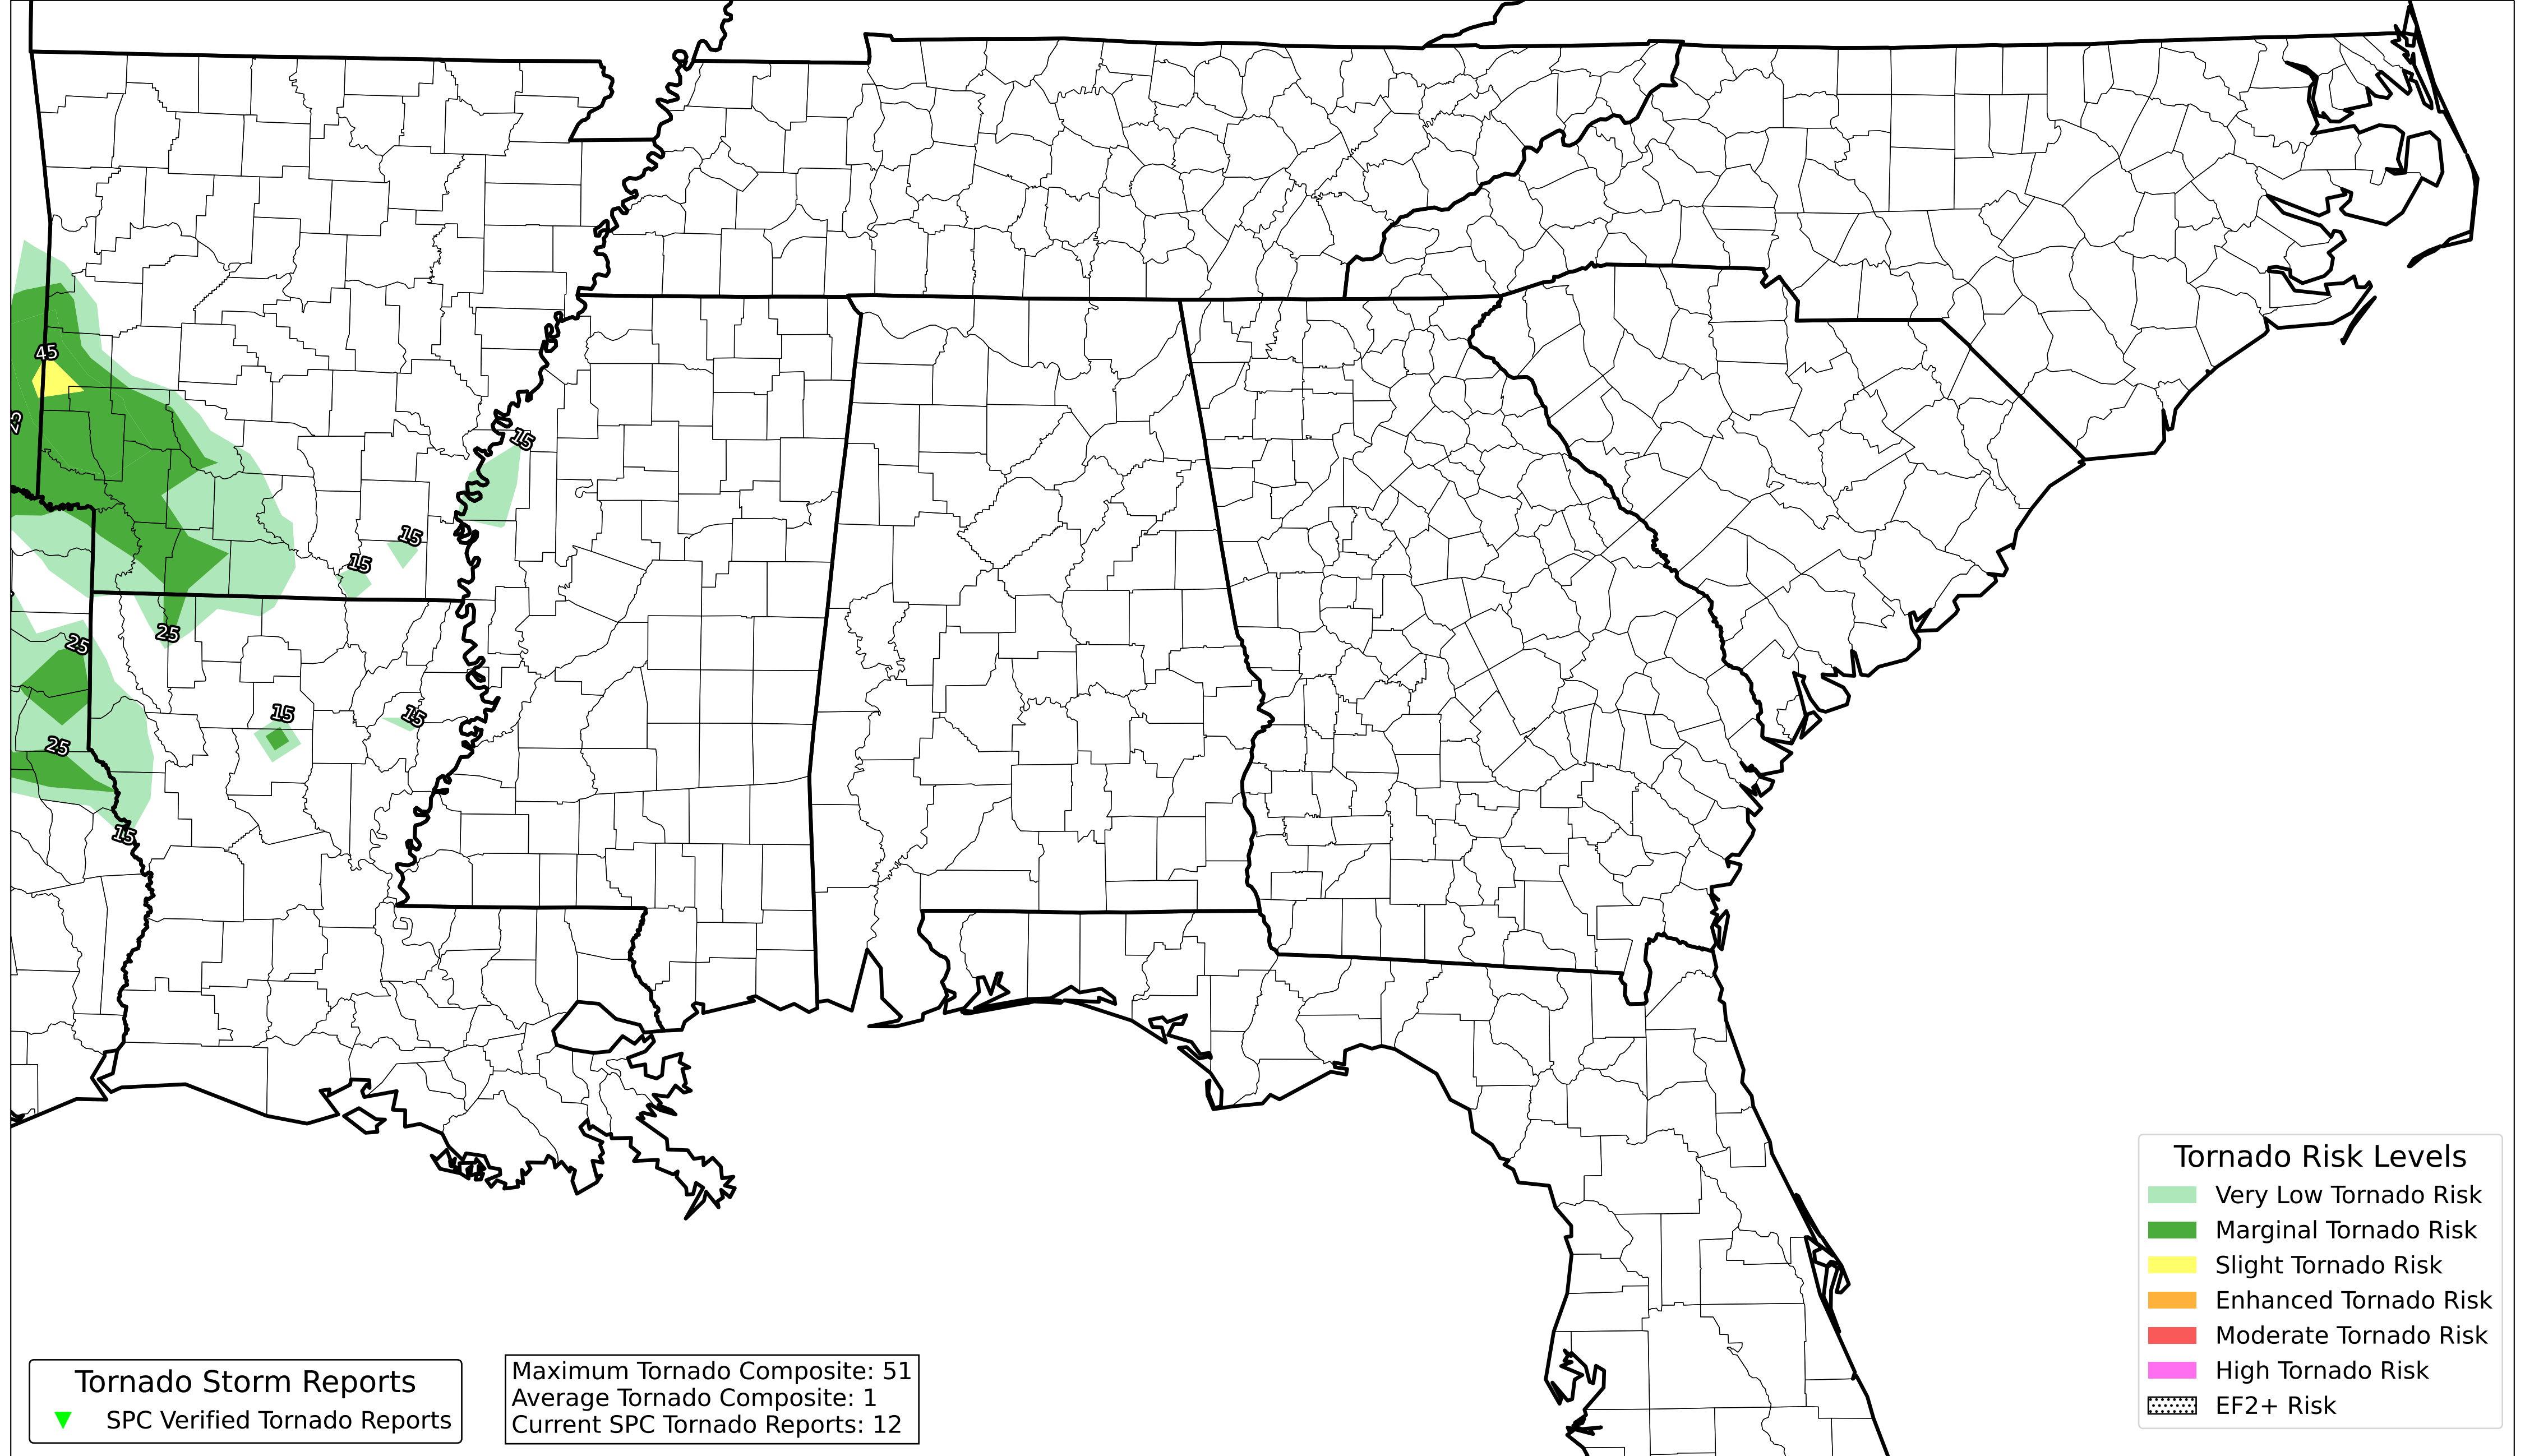 45
15
15
15
25
25
15
15
25
15
Tornado Risk Levels
Very Low Tornado Risk
Marginal Tornado Risk
Slight Tornado Risk
Enhanced Tornado Risk
Moderate Tornado Risk
High Tornado Risk
EF2+ Risk
Tornado Storm Reports
SPC Verified Tornado Reports
Maximum Tornado Composite: 51
Average Tornado Composite: 1
Current SPC Tornado Reports: 12